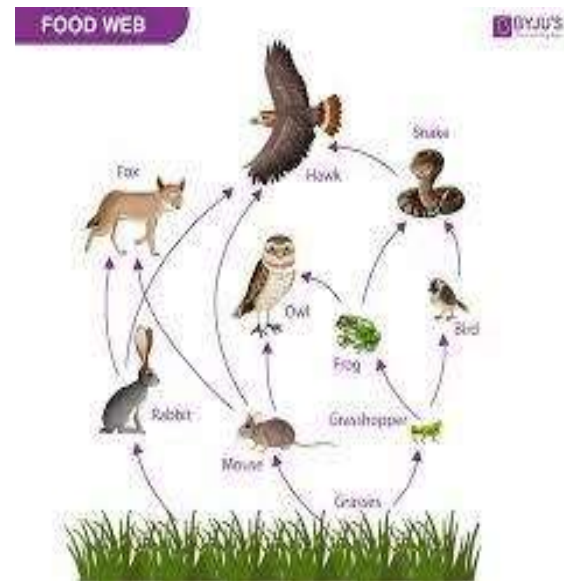 FOOD WEB
BYJU'S
Snake
Fox
Hawk
Owl
Bird
Frog
Rabbit
Grasshopper
Mouse
Grasses